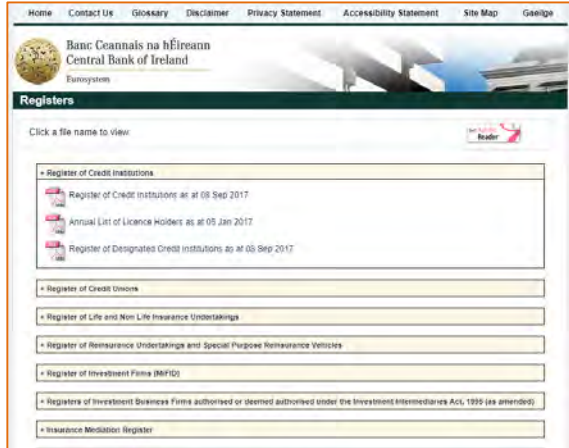 Home Contact Us Glossary Disclaimer Privacy Statement Accessibility Statement Site Map Gaeilge
Banc Ceannais na hÉireann
Central Bank of Ireland
Eurosystem
Registers
Click a file name to view
Reader
Register of Credit Institutions
Register of Credit Institutions as at 08 Sep 2017
Annual List of Licence Holders as at 05 Jan 2017
Register of Designated Credit Institutions as at 08 Sep 2017
+ Register of Credit Unions
+ Register of Life and Non Life Insurance Undertakings
+ Register of Reinsurance Undertakings and Special Purpose Reinsurance Vehicles
+ Register of Investment Firms (MiFID)
+ Registers of Investment Business Firms authorised or deemed authorised under the Investment Intermediaries Act, 1995 (as amended)
+ Insurance Mediation Register